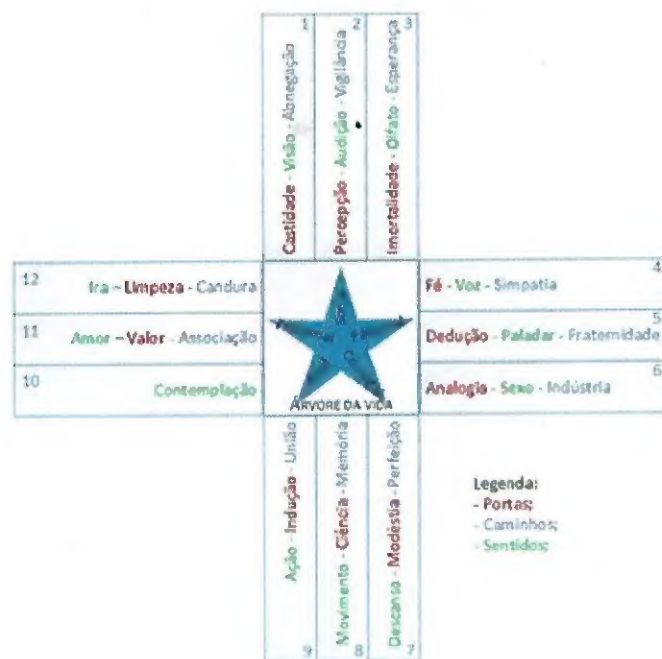 1
Castidade - Visão - Abnegação
2
Percepção - Audição - Vigilância
3
Imortalidade - Olfato - Esperança
4
Fé - Voz - Simpatia
5
Dedução - Paladar - Fraternidade
6
Analogia - Sexo - Indústria
7
Descanso - Modéstia - Perfeição
8
Movimento - Ciência - Memória
9
Ação - Indução - União
10
Contemplação
11
Amor – Valor - Associação
12
Ira – Limpeza - Candura
ÁRVORE DA VIDA
Legenda:
- Portas;
- Caminhos;
- Sentidos;